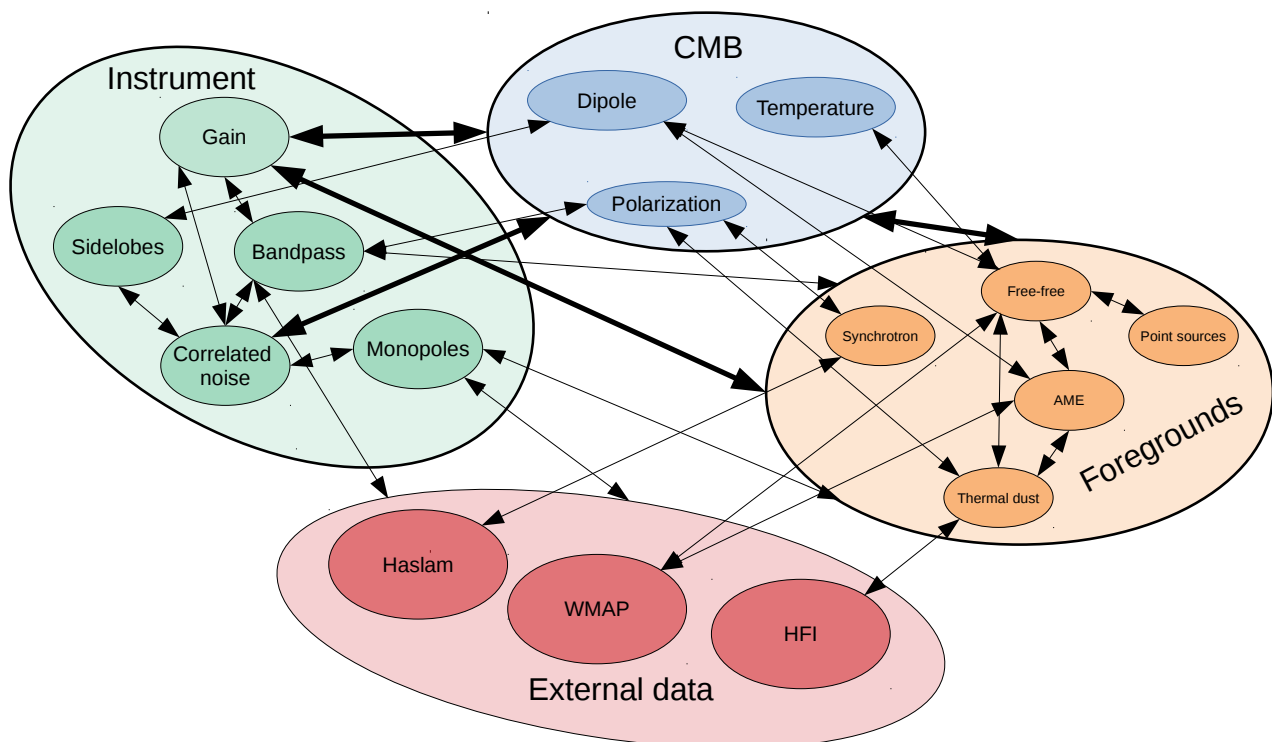 CMB
Instrument
Dipole
Temperature
Gain
Polarization
Sidelobes
Bandpass
Free-free
Synchrotron
Point sources
Correlated
noise
Monopoles
AME
Foregrounds
Thermal dust
Haslam
WMAP
HFI
External data